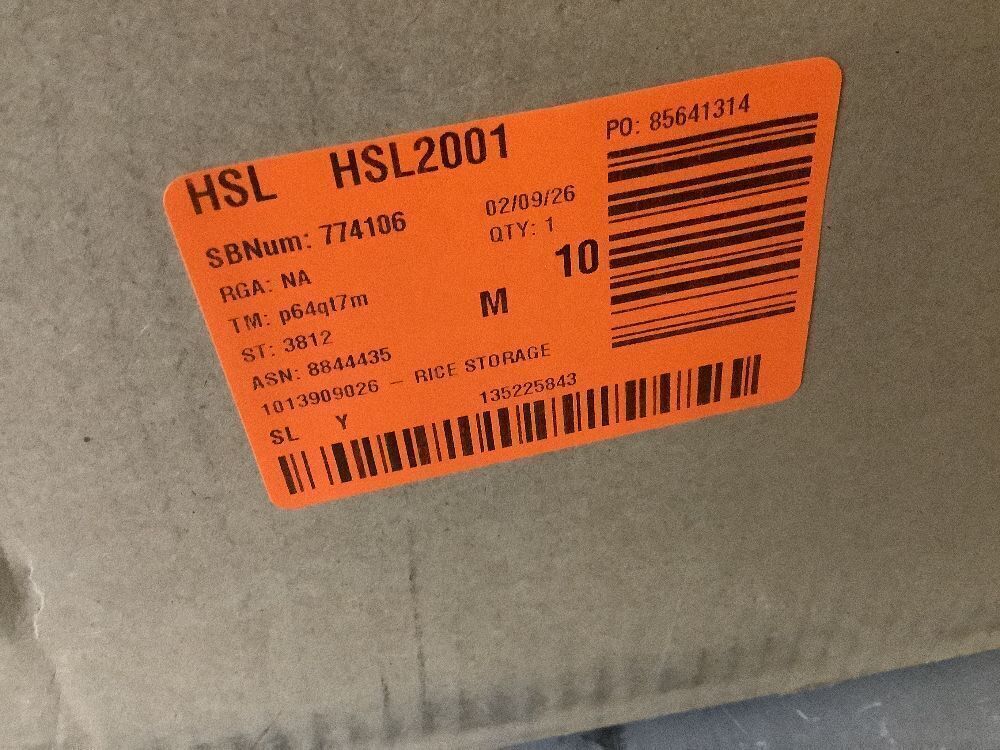 HSL HSL2001
PO: 85641314
SBNum: 774106 02/09/26
RGA: NA QTY: 1
10
TM: p64ql7m M
ST: 3812
ASN: 8844435
1013909026 – RICE STORAGE
SL Y 135225843